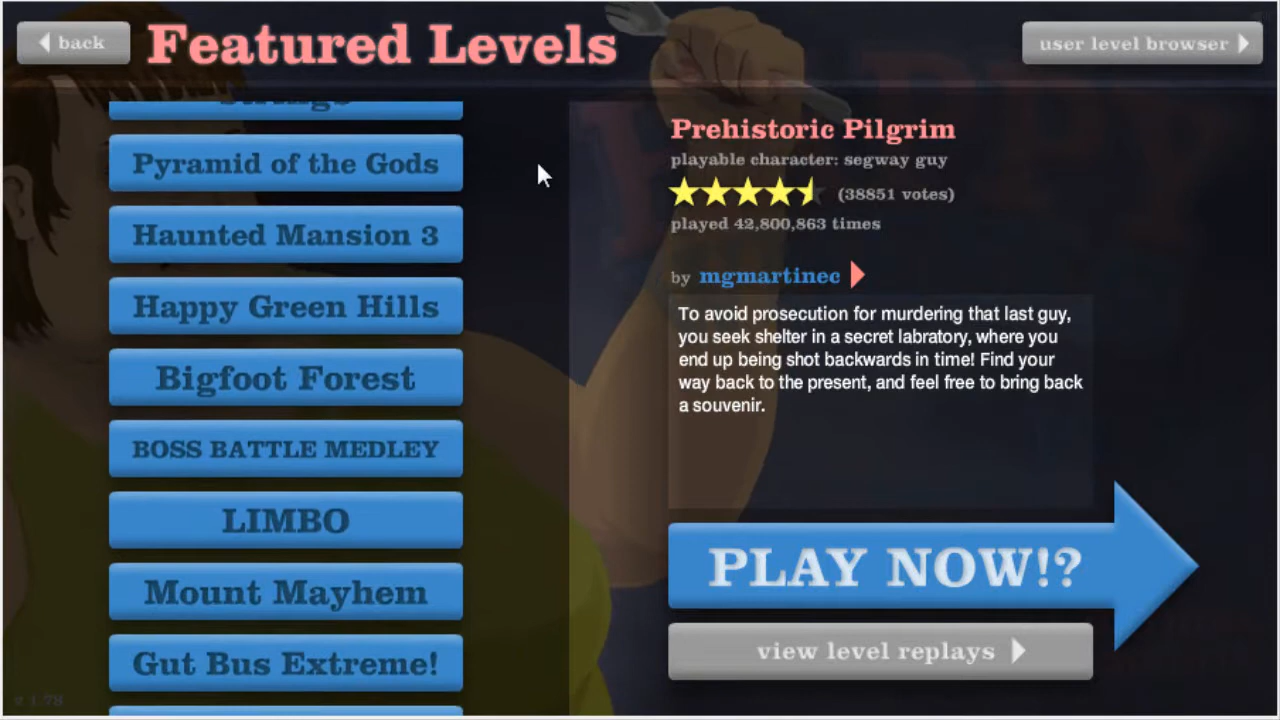 back
Featured Levels
user level browser
Strings
Pyramid of the Gods
Haunted Mansion 3
Happy Green Hills
Bigfoot Forest
BOSS BATTLE MEDLEY
LIMBO
Mount Mayhem
Gut Bus Extreme!
v 1.78
Prehistoric Pilgrim
playable character: segway guy
(38851 votes)
played 42,800,863 times
by mgmartinec
To avoid prosecution for murdering that last guy,
you seek shelter in a secret labratory, where you
end up being shot backwards in time! Find your
way back to the present, and feel free to bring back
a souvenir.
PLAY NOW!?
view level replays